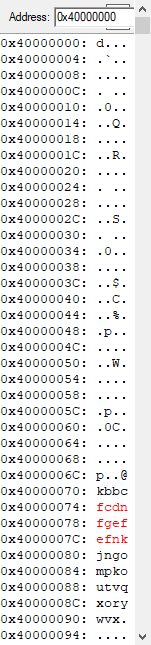 Address: 0x40000000
0x40000000: d...
0x40000004: .`..
0x40000008: ....
0x4000000C: . ..
0x40000010: .0..
0x40000014: ..Q.
0x40000018: ....
0x4000001C: ..R.
0x40000020: ....
0x40000024: . ..
0x40000028: ....
0x4000002C: ..S.
0x40000030: . ..
0x40000034: .0..
0x40000038: ....
0x4000003C: ..$.
0x40000040: ..C.
0x40000044: ..%.
0x40000048: .p..
0x4000004C: ....
0x40000050: ..W.
0x40000054: ....
0x40000058: ....
0x4000005C: .p..
0x40000060: .0C.
0x40000064: ....
0x40000068: ....
0x4000006C: p..@
0x40000070: kbbc
0x40000074: fcdn
0x40000078: fgef
0x4000007C: efnk
0x40000080: jngo
0x40000084: mpko
0x40000088: utvq
0x4000008C: xory
0x40000090: wvx.
0x40000094: ....